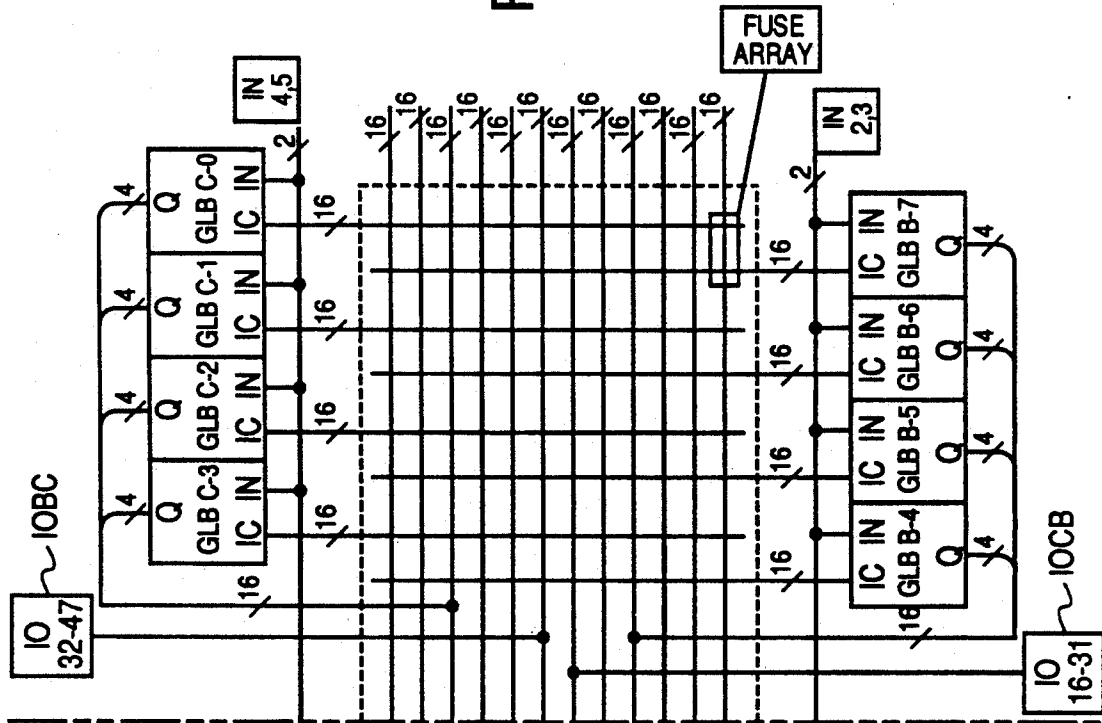 FUSE
ARRAY
IN
4,5
2
4 4 4 4
Q Q Q Q
GLB C-3 GLB C-2 GLB C-1 GLB C-0
IC IN IC IN IC IN IC IN
16 16 16 16
IO
32-47
IOBC
16
16
16
16
16
16
16
16
16
16
16
16
16
16
IN
2,3
2
16 16 16 16
IC IN IC IN IC IN IC IN
GLB B-4 GLB B-5 GLB B-6 GLB B-7
Q Q Q Q
4 4 4 4
16
IO
16-31
IOCB